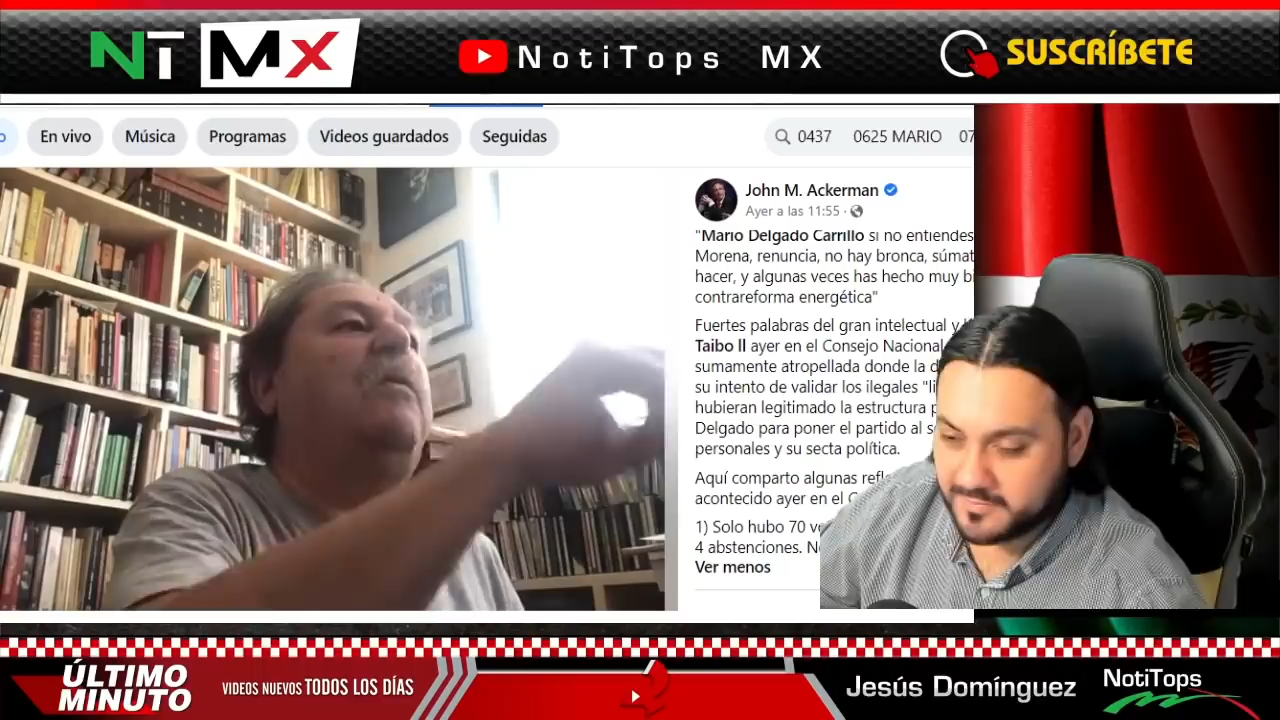 NT MX
NotiTops MX
SUSCRÍBETE
En vivo
Música
Programas
Videos guardados
Seguidas
0437 0625 MARIO 07
John M. Ackerman
Ayer a las 11:55 ·
"Mario Delgado Carrillo si no entiendes
Morena, renuncia, no hay bronca, súmat
hacer, y algunas veces has hecho muy bi
contrareforma energética"
Fuertes palabras del gran intelectual y
Taibo II ayer en el Consejo Nacional
sumamente atropellada donde la d
su intento de validar los ilegales "li
hubieran legitimado la estructura p
Delgado para poner el partido al s
personales y su secta política.
Aquí comparto algunas refl
acontecido ayer en el C
1) Solo hubo 70 v
4 abstenciones. N
Ver menos
ÚLTIMO
MINUTO
VIDEOS NUEVOS TODOS LOS DÍAS
Jesús Domínguez
NotiTops